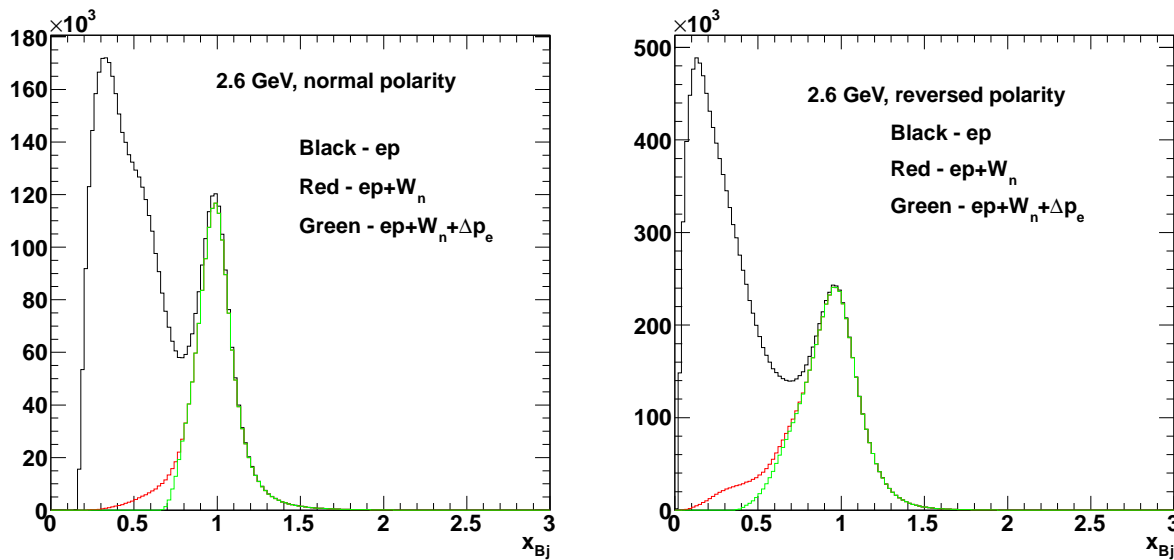 ×10³
180
160
140
120
100
80
60
40
20
0
2.6 GeV, normal polarity
Black - ep
Red - ep+Wₙ
Green - ep+Wₙ+Δpₑ
0 0.5 1 1.5 2 2.5 3
x_Bj
×10³
500
400
300
200
100
0
2.6 GeV, reversed polarity
Black - ep
Red - ep+Wₙ
Green - ep+Wₙ+Δpₑ
0 0.5 1 1.5 2 2.5 3
x_Bj